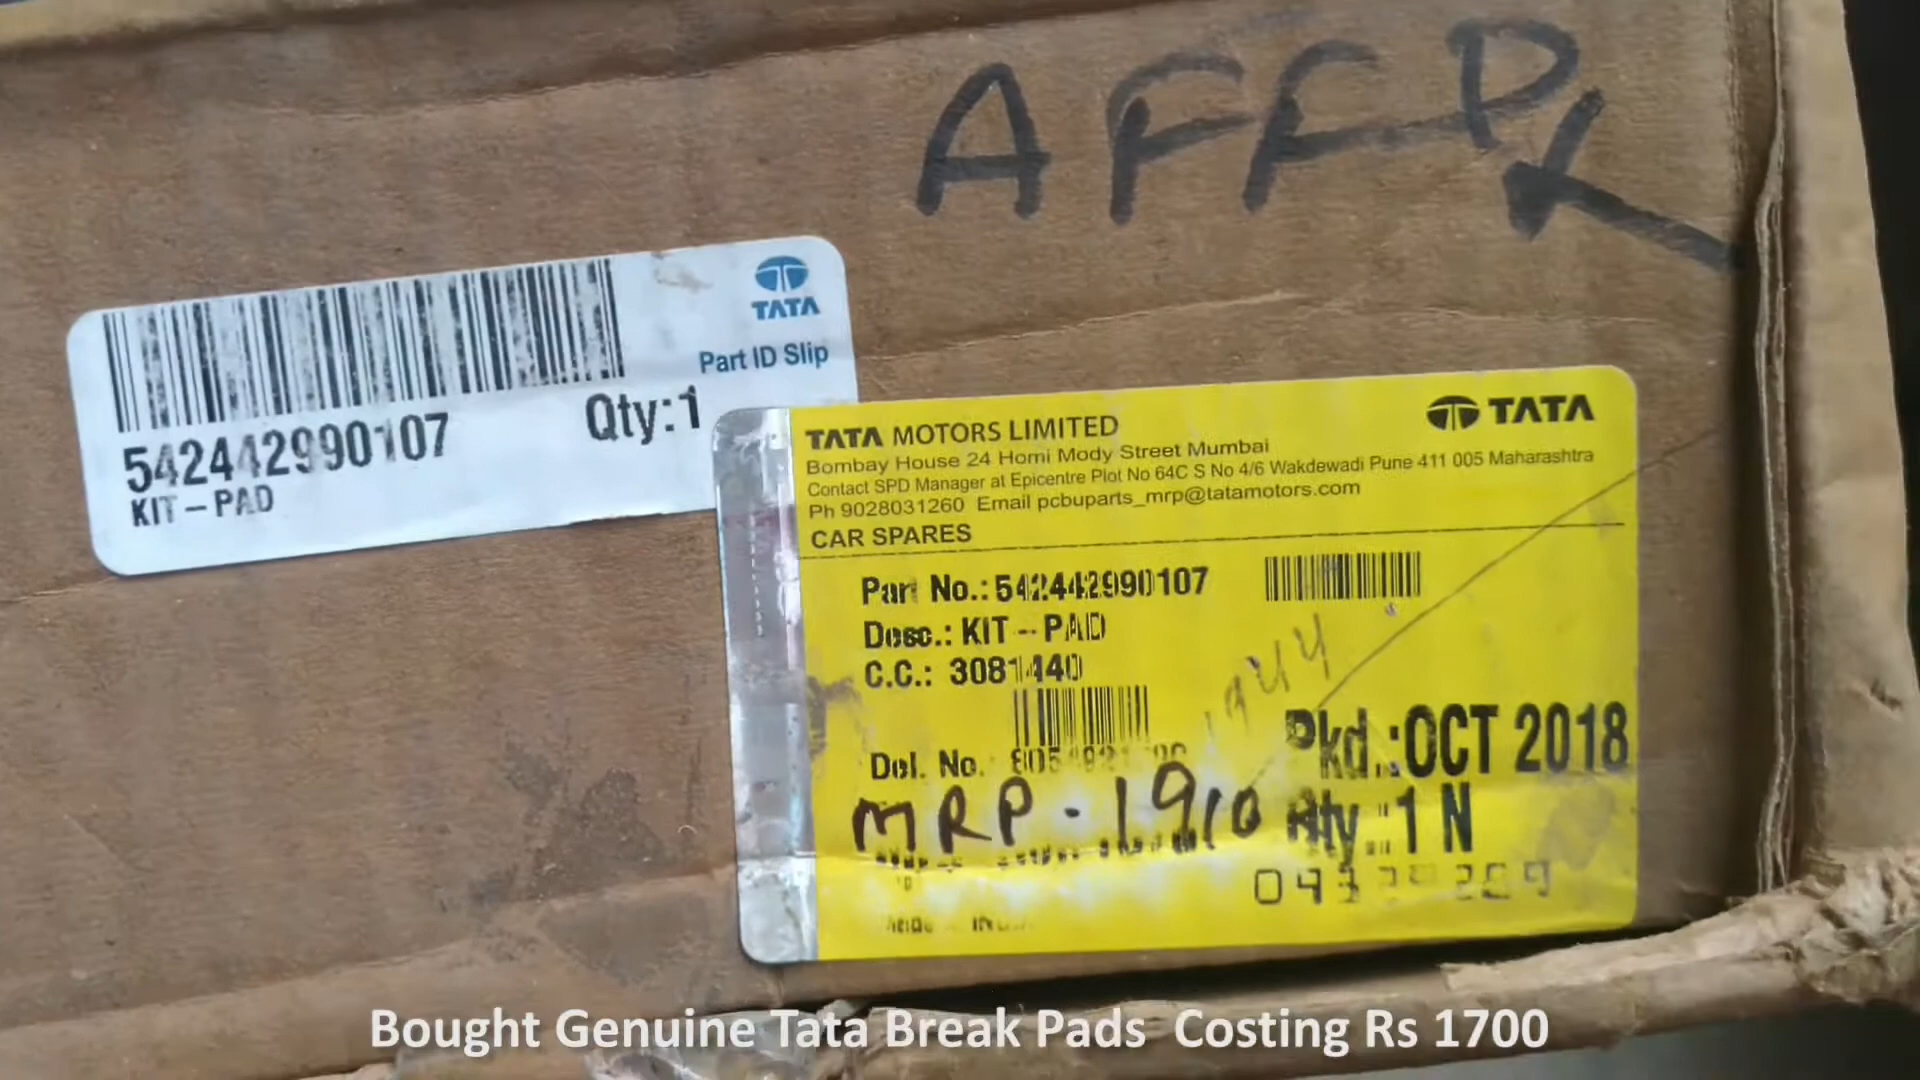 AFFDL
TATA
Part ID Slip
542442990107
Qty:1
KIT-PAD
TATA MOTORS LIMITED
TATA
Bombay House 24 Homi Mody Street Mumbai
Contact SPD Manager at Epicentre Plot No 64C S No 4/6 Wakdewadi Pune 411 005 Maharashtra
Ph 9028031260 Email pcbuparts_mrp@tatamotors.com
CAR SPARES
Part No.:542442990107
Desc.: KIT-PAD
C.C.: 3081440
1944
Del. No.
Pkd.:OCT 2018
MRP-1910
Qty.:1 N
Bought Genuine Tata Break Pads Costing Rs 1700